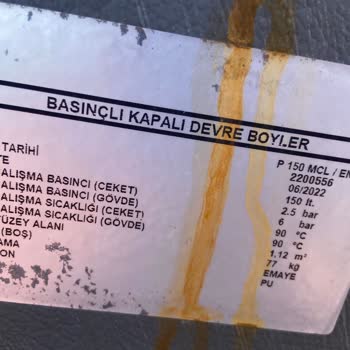 BASINÇLI KAPALI DEVRE BOYLER
P 150 MCL / EM
TARİHİ 2200556
06/2022
ALIŞMA BASINCI (CEKET) 150 lt.
ALIŞMA BASINCI (GÖVDE) 2.5 bar
ALIŞMA SICAKLIĞI (CEKET) 6 bar
ALIŞMA SICAKLIĞI (GÖVDE) 90 °C
ÜZEY ALANI 90 °C
(BOŞ) 1.12 m²
AMA 77 kg
ON EMAYE
PU